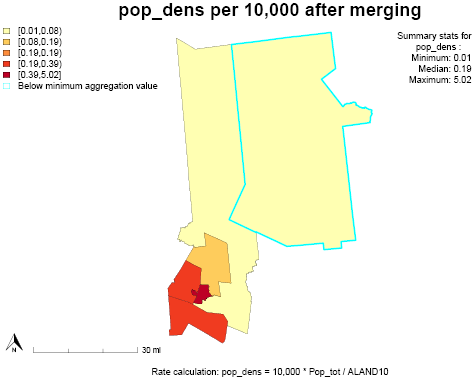 pop_dens per 10,000 after merging
[0.01,0.08)
[0.08,0.19)
[0.19,0.19)
[0.19,0.39)
[0.39,5.02]
Below minimum aggregation value
Summary stats for
pop_dens :
Minimum: 0.01
Median: 0.19
Maximum: 5.02
N
30 mi
Rate calculation: pop_dens = 10,000 * Pop_tot / ALAND10